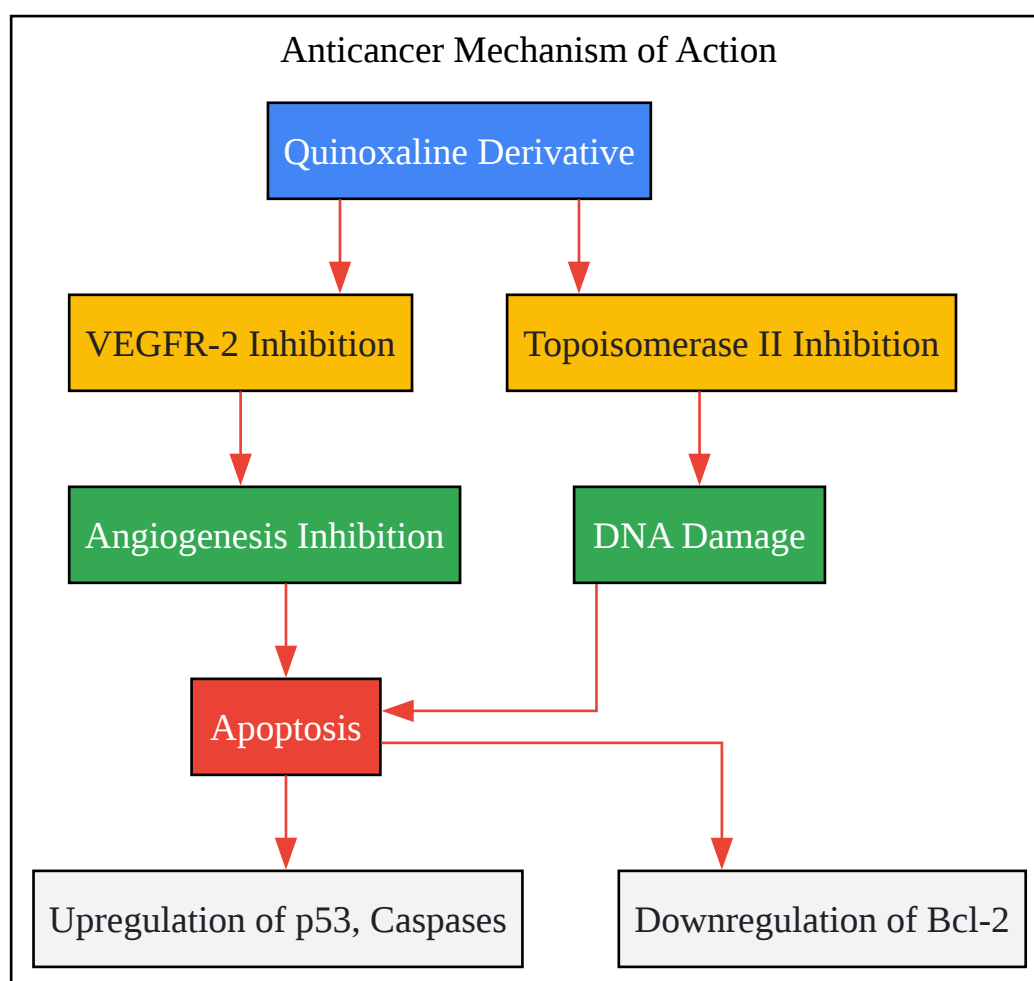 Anticancer Mechanism of Action
Quinoxaline Derivative
VEGFR-2 Inhibition
Topoisomerase II Inhibition
Angiogenesis Inhibition
DNA Damage
Apoptosis
Upregulation of p53, Caspases
Downregulation of Bcl-2